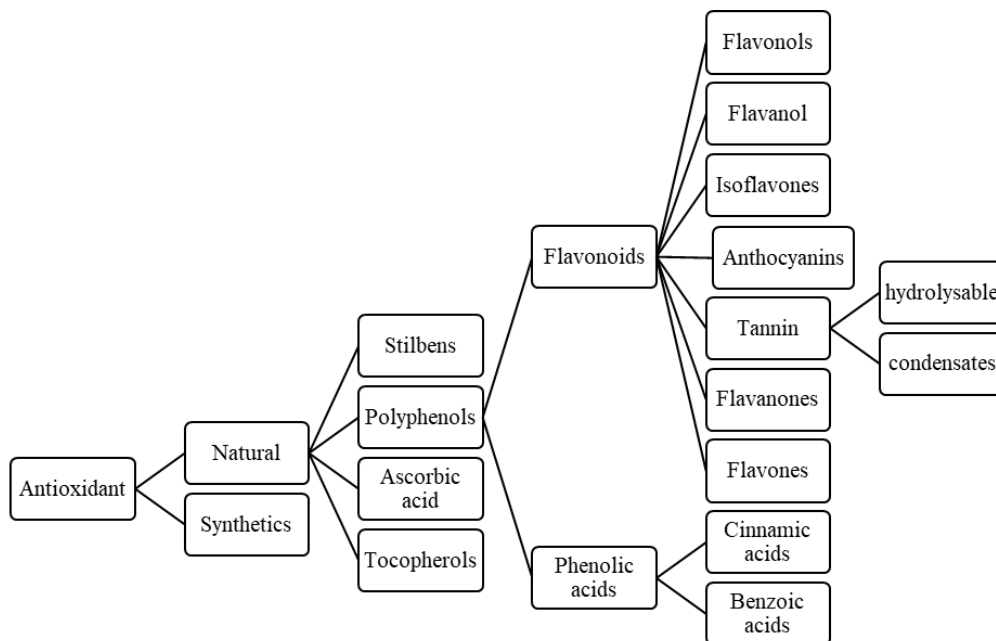 Antioxidant
Natural
Synthetics
Stilbens
Polyphenols
Ascorbic
acid
Tocopherols
Flavonoids
Phenolic
acids
Flavonols
Flavanol
Isoflavones
Anthocyanins
Tannin
Flavanones
Flavones
Cinnamic
acids
Benzoic
acids
hydrolysable
condensates